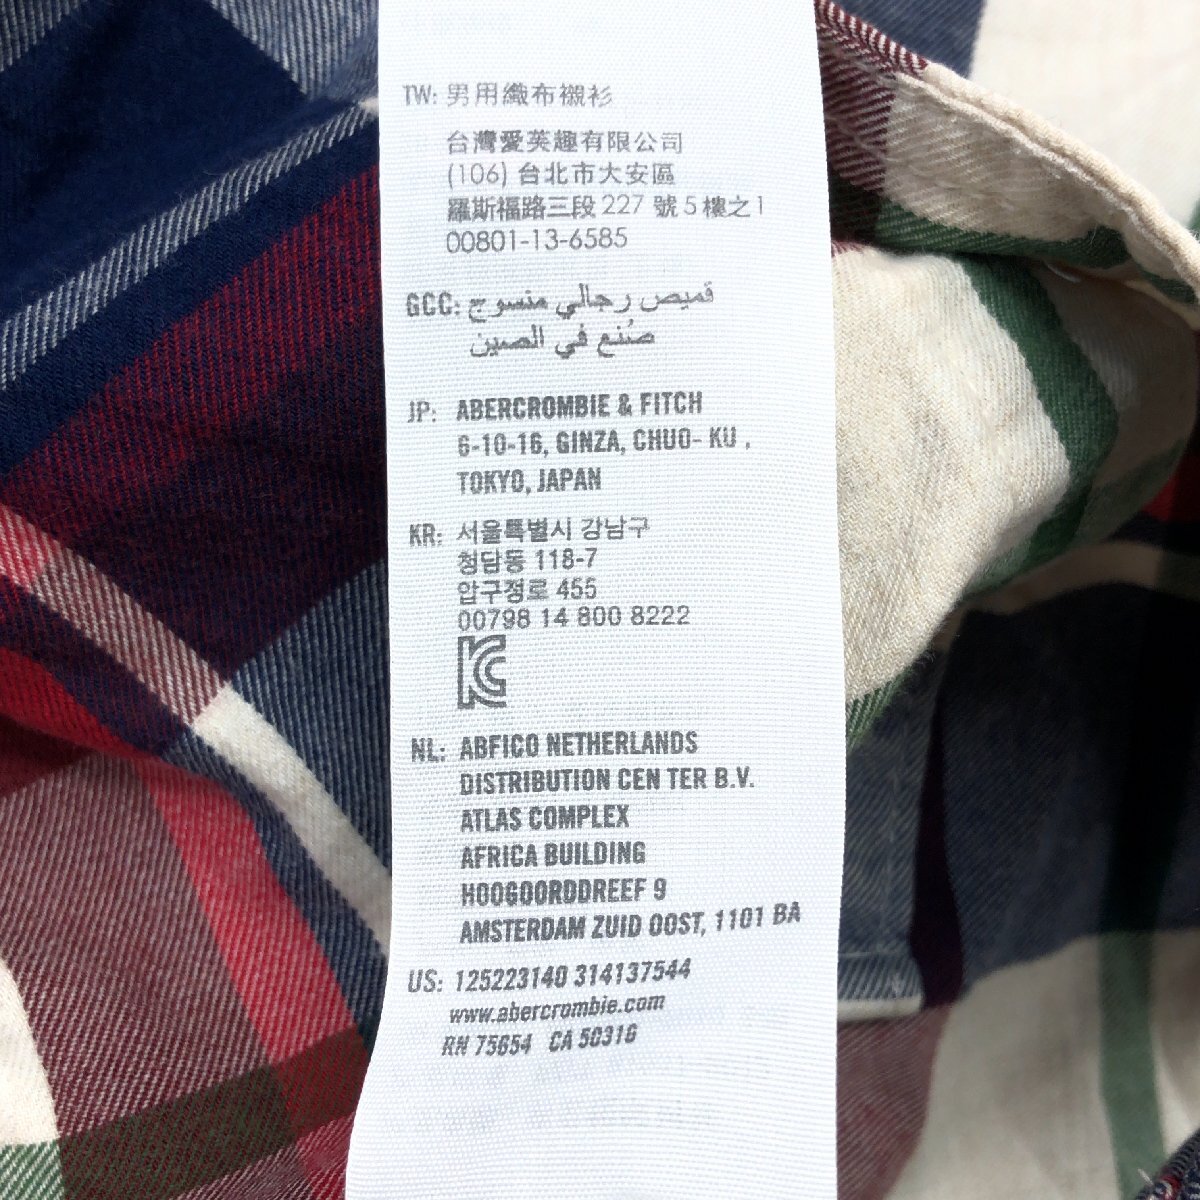 TW: 男用織布襯衫
台灣愛芙趣有限公司
(106) 台北市大安區
羅斯福路三段 227 號 5 樓之 1
00801-13-6585
GCC: قميص رجالي منسوج
صُنع في الصين
JP: ABERCROMBIE & FITCH
6-10-16, GINZA, CHUO- KU ,
TOKYO, JAPAN
KR: 서울특별시 강남구
청담동 118-7
압구정로 455
00798 14 800 8222
KC
NL: ABFICO NETHERLANDS
DISTRIBUTION CEN TER B.V.
ATLAS COMPLEX
AFRICA BUILDING
HOOGOORDDREEF 9
AMSTERDAM ZUID OOST, 1101 BA
US: 125223140 314137544
www.abercrombie.com
RN 75654 CA 50316